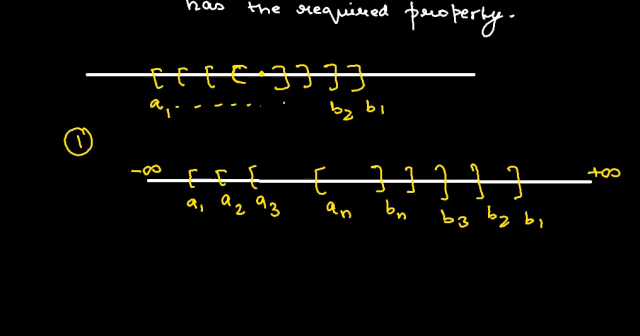 has the required property.
a₁ - - - - - - . b₂ b₁
①
-∞ +∞
a₁ a₂ a₃ aₙ bₙ b₃ b₂ b₁